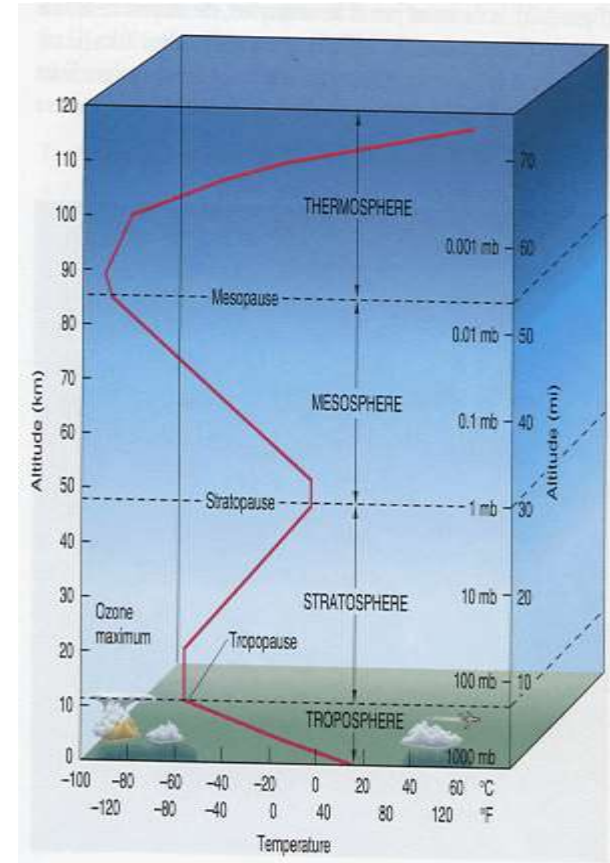 120
110
100
90
80
70
60
50
40
30
20
10
0
Altitude (km)
THERMOSPHERE
Mesopause
MESOSPHERE
Stratopause
STRATOSPHERE
Ozone
maximum
Tropopause
TROPOSPHERE
0.001 mb
0.01 mb
0.1 mb
1 mb
10 mb
100 mb
1000 mb
70
60
50
40
30
20
10
Altitude (mi)
-100 -80 -60 -40 -20 0 20 40 60 °C
-120 -80 -40 0 40 80 120 °F
Temperature